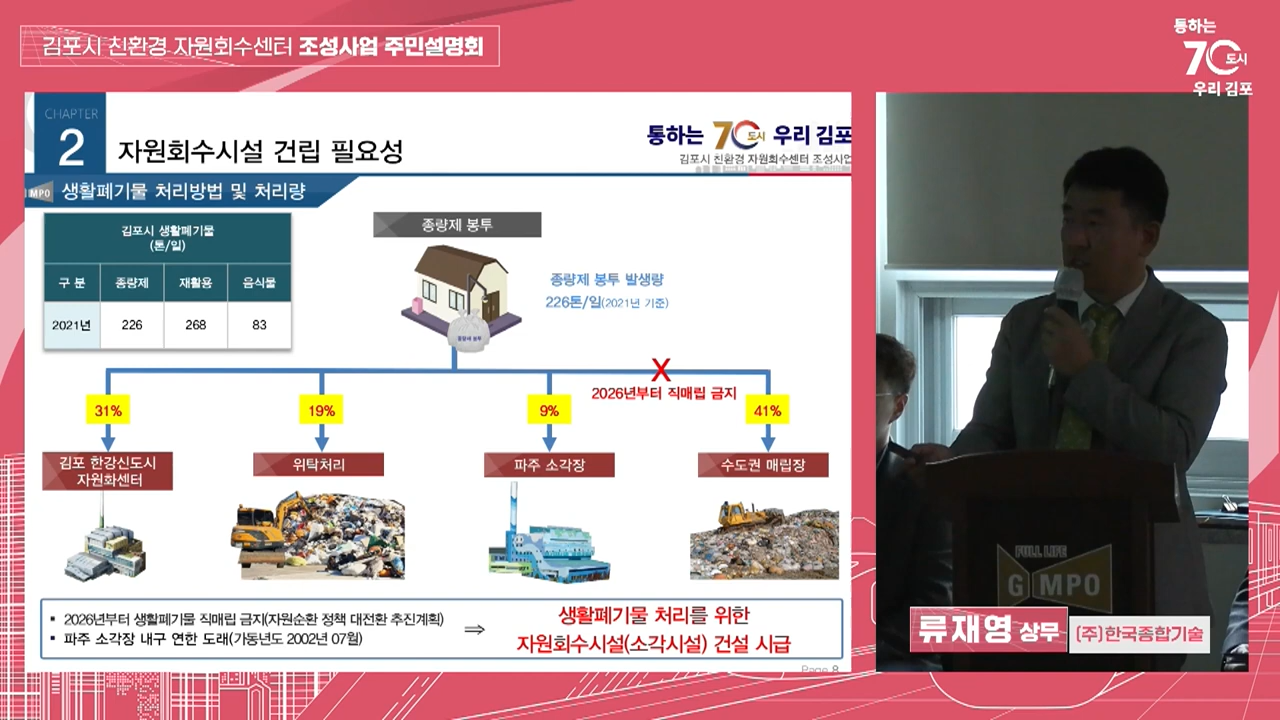 김포시 친환경 자원회수센터 조성사업 주민설명회
통하는
70도시
우리 김포
CHAPTER
2
자원회수시설 건립 필요성
통하는 70도시 우리 김포
김포시 친환경 자원회수센터 조성사업
MPO 생활폐기물 처리방법 및 처리량
김포시 생활폐기물
(톤/일)
구 분 종량제 재활용 음식물
2021년 226 268 83
종량제 봉투
종량제 봉투 발생량
226톤/일(2021년 기준)
종량제 봉투
X
2026년부터 직매립 금지
31% 19% 9% 41%
김포 한강신도시
자원화센터
위탁처리
파주 소각장
수도권 매립장
▪ 2026년부터 생활폐기물 직매립 금지(자원순환 정책 대전환 추진계획)
▪ 파주 소각장 내구 연한 도래(가동년도 2002년 07월)
⇒
생활폐기물 처리를 위한
자원회수시설(소각시설) 건설 시급
Page 8
FULL LIFE
GIMPO
류재영 상무
(주)한국종합기술